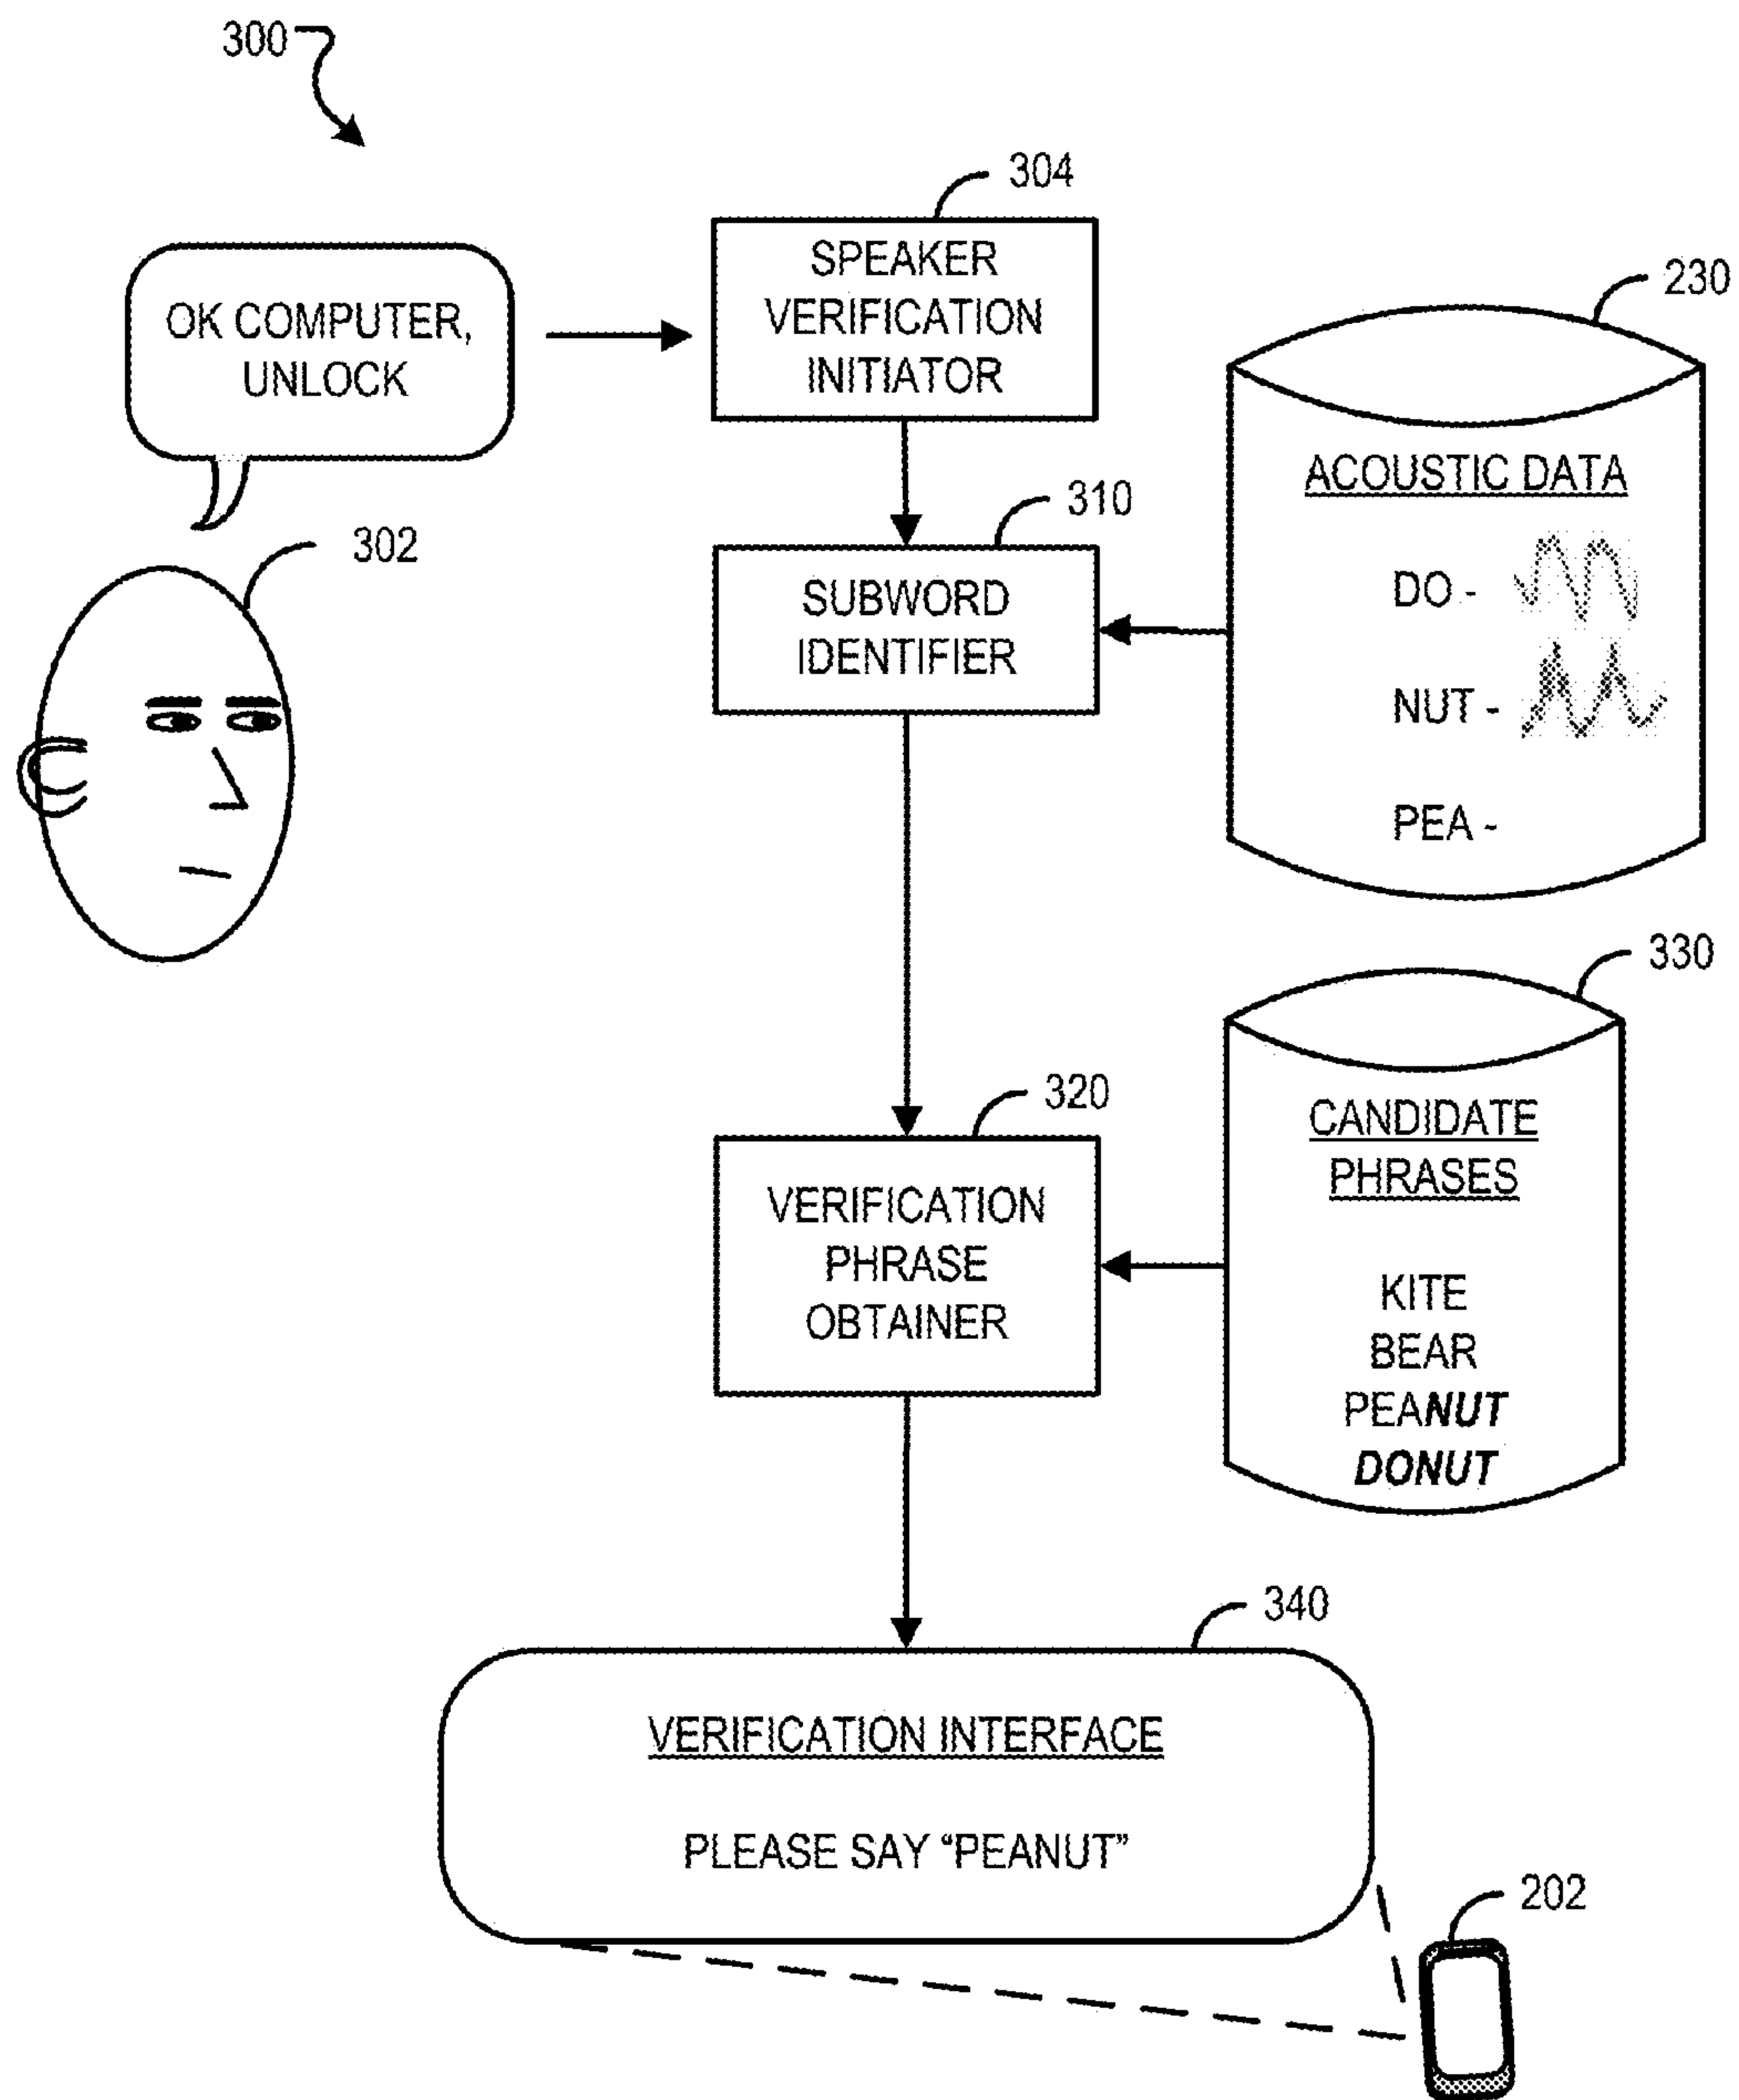 300
304
SPEAKER
VERIFICATION
INITIATOR
OK COMPUTER,
UNLOCK
302
230
ACOUSTIC DATA
DO -
NUT -
PEA -
310
SUBWORD
IDENTIFIER
330
CANDIDATE
PHRASES
KITE
BEAR
PEANUT
DONUT
320
VERIFICATION
PHRASE
OBTAINER
340
VERIFICATION INTERFACE
PLEASE SAY “PEANUT”
202